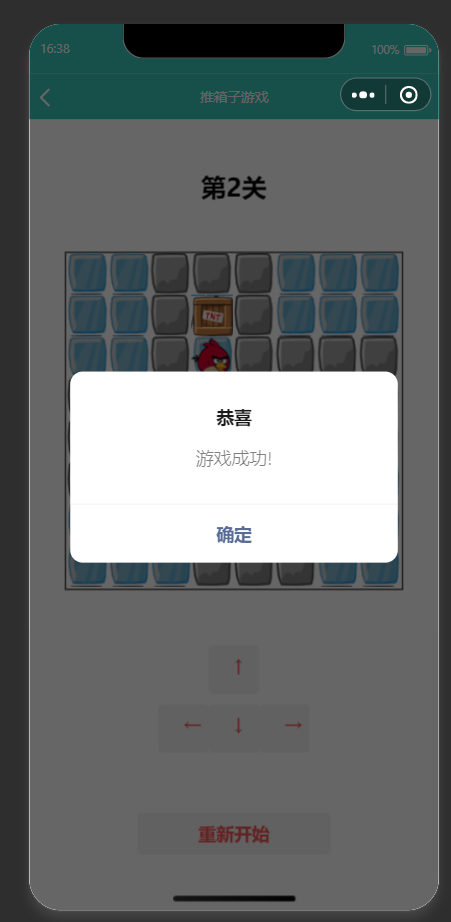 16:38
100%
推箱子游戏
第2关
TNT
恭喜
游戏成功!
确定
↑
← ↓ →
重新开始